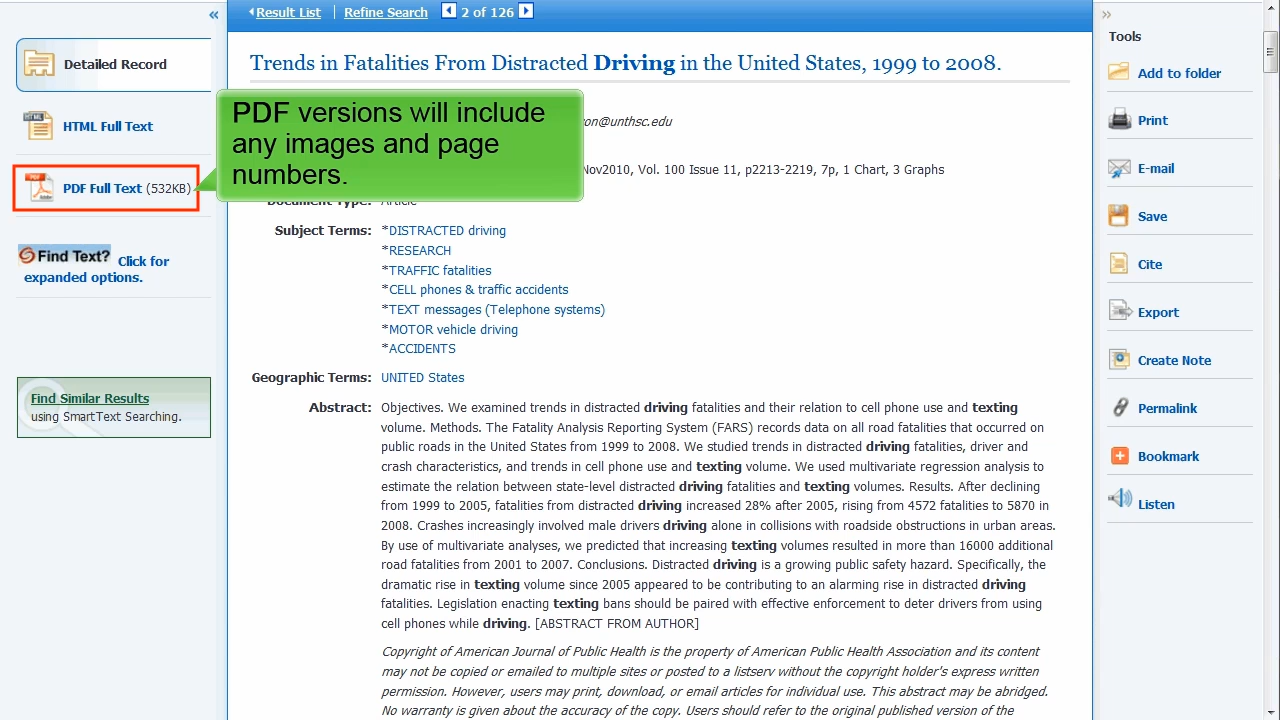 «
Result List | Refine Search 2 of 126
»
Detailed Record
HTML Full Text
PDF Full Text (532KB)
Find Text? Click for
expanded options.
Find Similar Results
using SmartText Searching.
Trends in Fatalities From Distracted Driving in the United States, 1999 to 2008.
PDF versions will include
any images and page
numbers.
on@unthsc.edu
Nov2010, Vol. 100 Issue 11, p2213-2219, 7p, 1 Chart, 3 Graphs
Document Type: Article
Subject Terms: *DISTRACTED driving
*RESEARCH
*TRAFFIC fatalities
*CELL phones & traffic accidents
*TEXT messages (Telephone systems)
*MOTOR vehicle driving
*ACCIDENTS
Geographic Terms: UNITED States
Abstract: Objectives. We examined trends in distracted driving fatalities and their relation to cell phone use and texting
volume. Methods. The Fatality Analysis Reporting System (FARS) records data on all road fatalities that occurred on
public roads in the United States from 1999 to 2008. We studied trends in distracted driving fatalities, driver and
crash characteristics, and trends in cell phone use and texting volume. We used multivariate regression analysis to
estimate the relation between state-level distracted driving fatalities and texting volumes. Results. After declining
from 1999 to 2005, fatalities from distracted driving increased 28% after 2005, rising from 4572 fatalities to 5870 in
2008. Crashes increasingly involved male drivers driving alone in collisions with roadside obstructions in urban areas.
By use of multivariate analyses, we predicted that increasing texting volumes resulted in more than 16000 additional
road fatalities from 2001 to 2007. Conclusions. Distracted driving is a growing public safety hazard. Specifically, the
dramatic rise in texting volume since 2005 appeared to be contributing to an alarming rise in distracted driving
fatalities. Legislation enacting texting bans should be paired with effective enforcement to deter drivers from using
cell phones while driving. [ABSTRACT FROM AUTHOR]
Copyright of American Journal of Public Health is the property of American Public Health Association and its content
may not be copied or emailed to multiple sites or posted to a listserv without the copyright holder's express written
permission. However, users may print, download, or email articles for individual use. This abstract may be abridged.
No warranty is given about the accuracy of the copy. Users should refer to the original published version of the
Tools
Add to folder
Print
E-mail
Save
Cite
Export
Create Note
Permalink
Bookmark
Listen